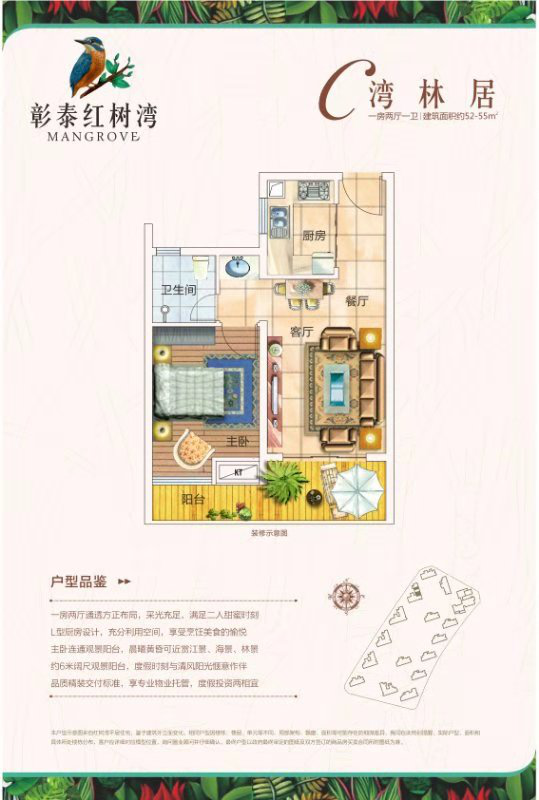 彰泰红树湾
MANGROVE
C湾林居
一房两厅一卫|建筑面积约52-55m²
厨房
卫生间
餐厅
客厅
主卧
KT
阳台
装修示意图
户型品鉴
一房两厅通透方正布局，采光充足，满足二人甜蜜时刻
L型厨房设计，充分利用空间，享受烹饪美食的愉悦
主卧连通观景阳台，晨曦黄昏可近赏江景、海景、林景
约6米阔尺观景阳台，度假时刻与清风阳光惬意作伴
品质精装交付标准，享专业物业托管，度假投资两相宜